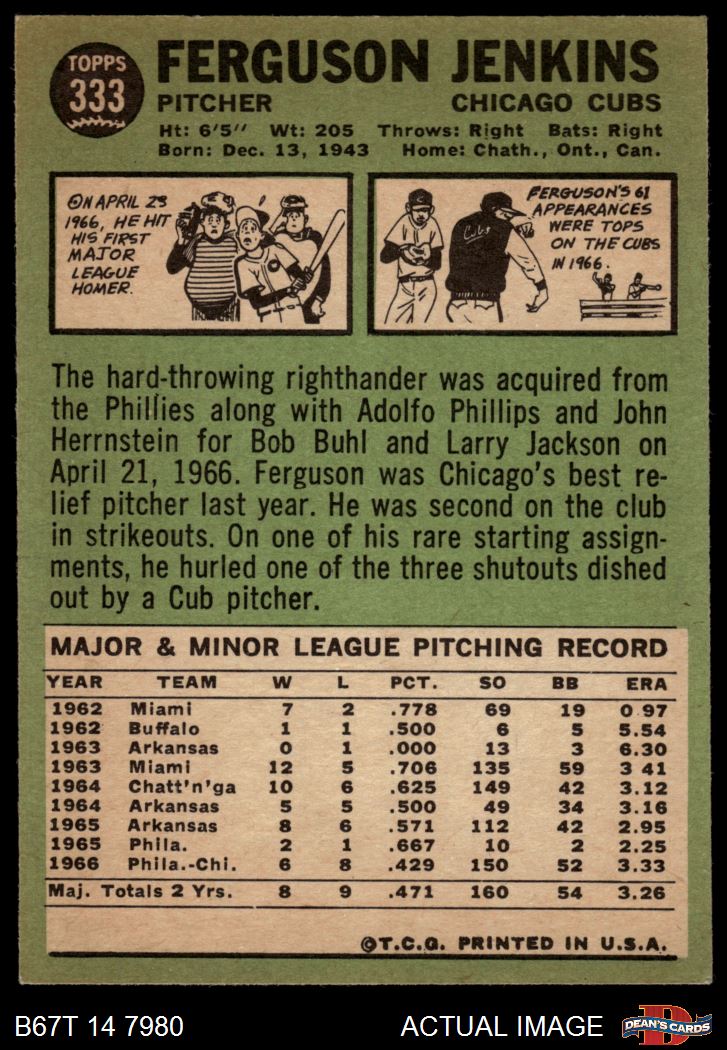 TOPPS
333
FERGUSON JENKINS
PITCHER CHICAGO CUBS
Ht: 6'5" Wt: 205 Throws: Right Bats: Right
Born: Dec. 13, 1943 Home: Chath., Ont., Can.
ON APRIL 23
1966, HE HIT
HIS FIRST
MAJOR
LEAGUE
HOMER.
FERGUSON'S 61
APPEARANCES
WERE TOPS
ON THE CUBS
IN 1966.
Cubs
The hard-throwing righthander was acquired from
the Phillies along with Adolfo Phillips and John
Herrnstein for Bob Buhl and Larry Jackson on
April 21, 1966. Ferguson was Chicago's best re-
lief pitcher last year. He was second on the club
in strikeouts. On one of his rare starting assign-
ments, he hurled one of the three shutouts dished
out by a Cub pitcher.
MAJOR & MINOR LEAGUE PITCHING RECORD
YEAR TEAM W L PCT. SO BB ERA
1962 Miami 7 2 .778 69 19 0.97
1962 Buffalo 1 1 .500 6 5 5.54
1963 Arkansas 0 1 .000 13 3 6.30
1963 Miami 12 5 .706 135 59 3 41
1964 Chatt'n'ga 10 6 .625 149 42 3.12
1964 Arkansas 5 5 .500 49 34 3.16
1965 Arkansas 8 6 .571 112 42 2.95
1965 Phila. 2 1 .667 10 2 2.25
1966 Phila.-Chi. 6 8 .429 150 52 3.33
Maj. Totals 2 Yrs. 8 9 .471 160 54 3.26
©T.C.G. PRINTED IN U.S.A.
B67T 14 7980 ACTUAL IMAGE
D
DEAN'S CARDS